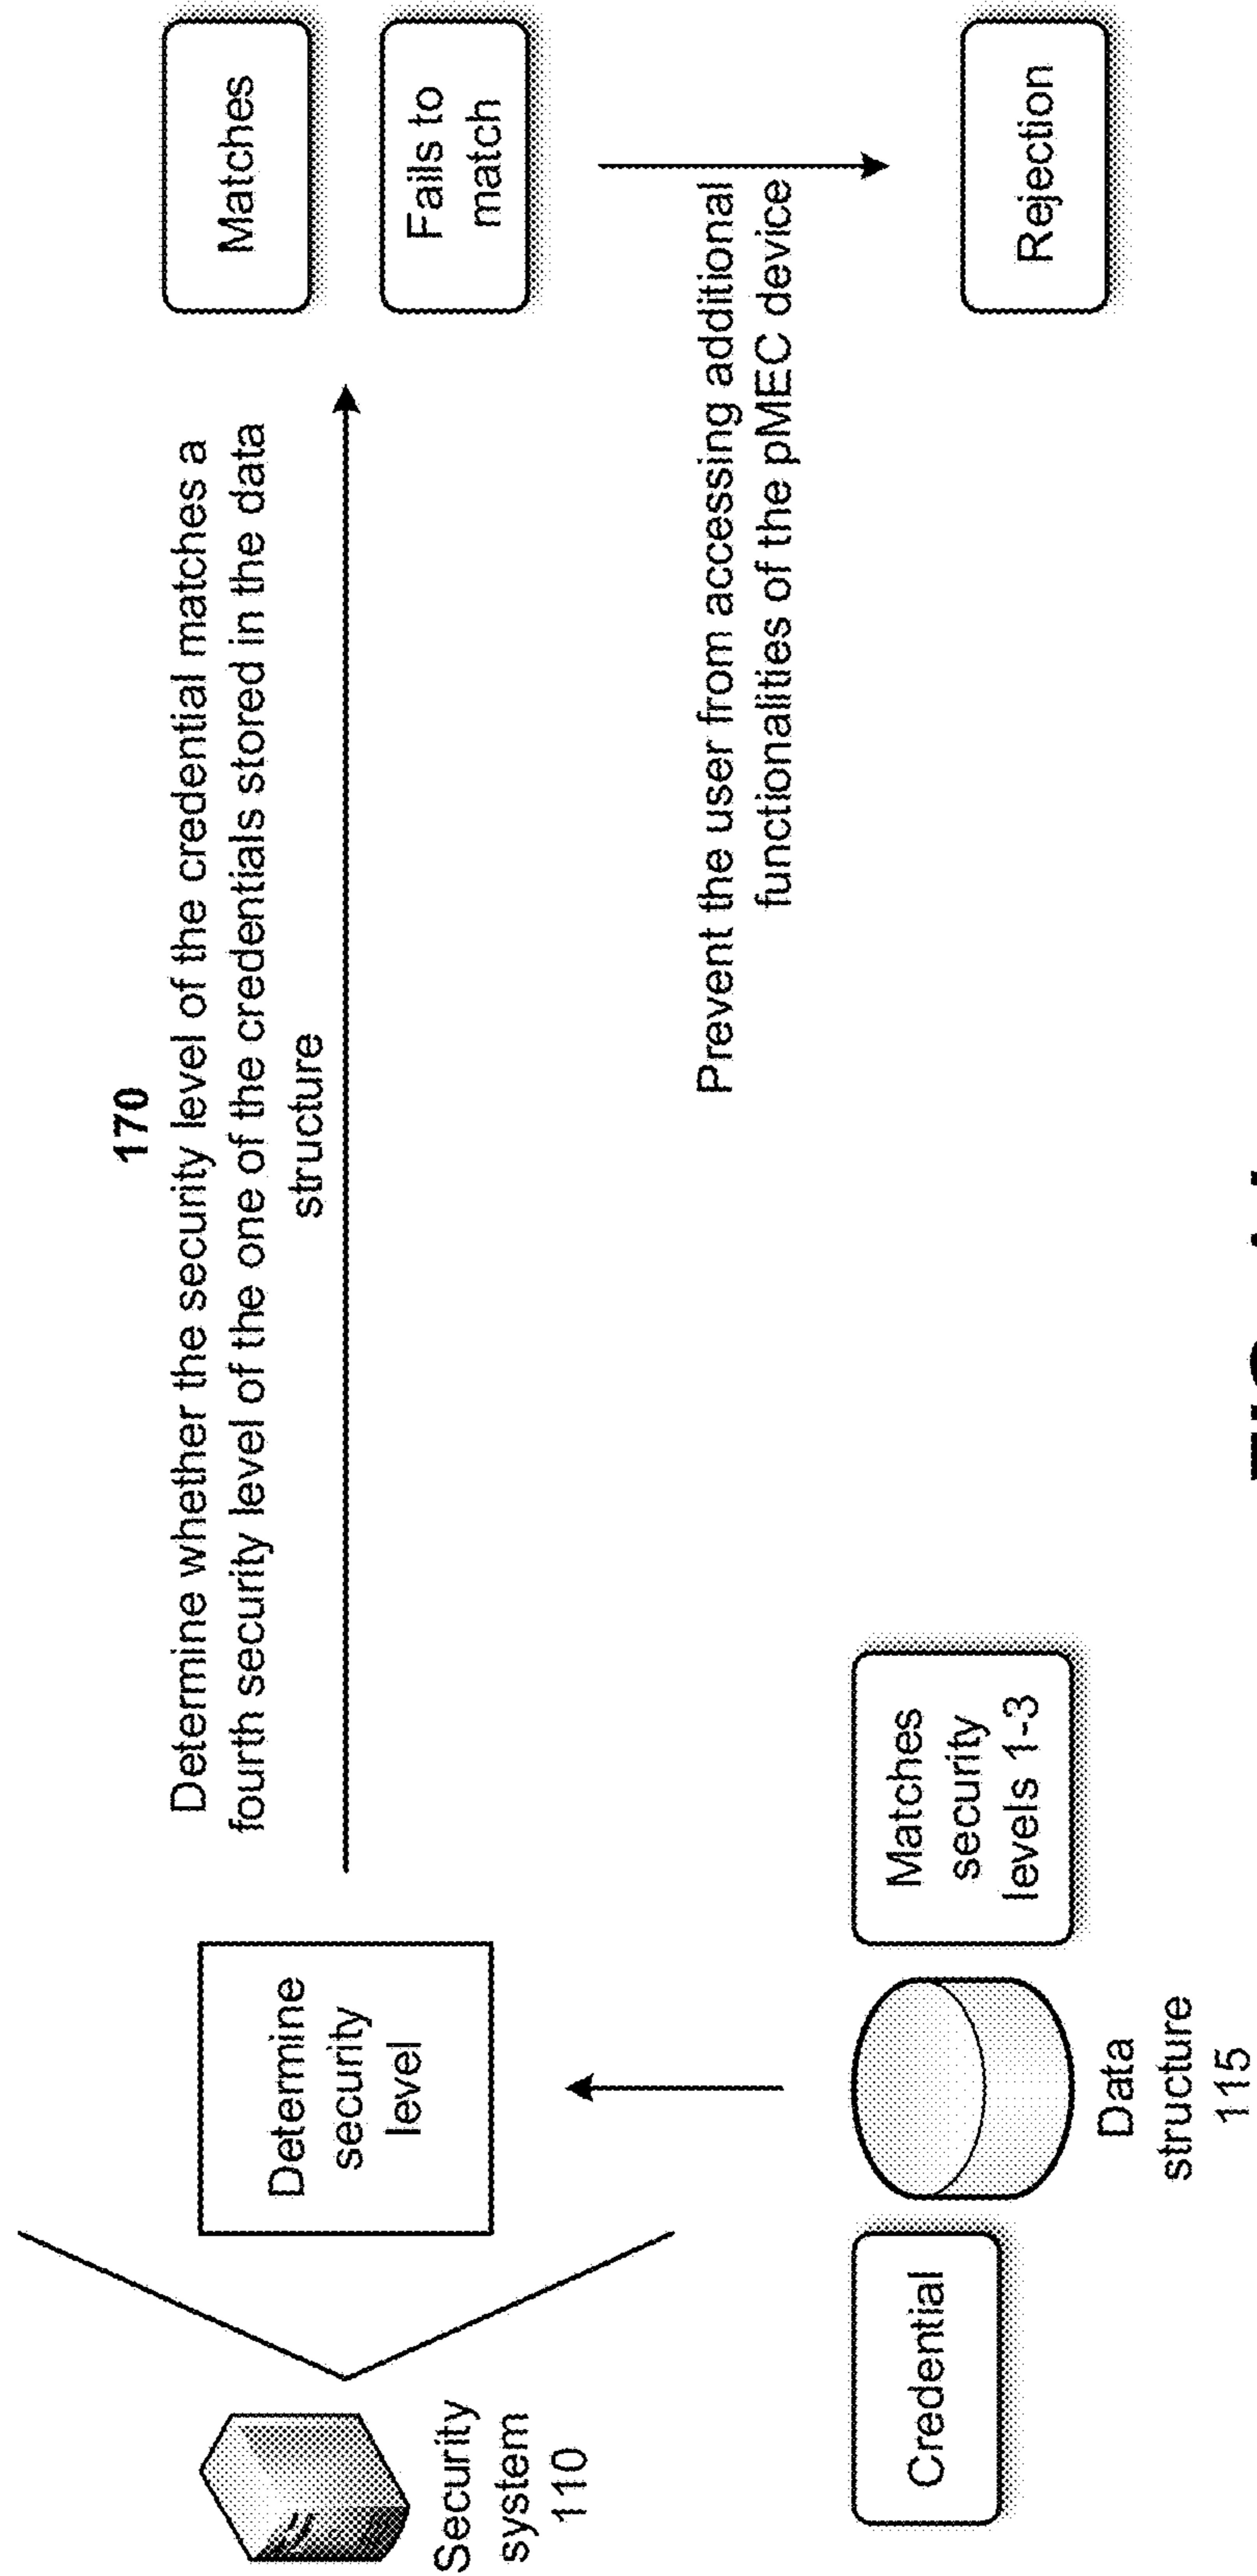 170
Determine whether the security level of the credential matches a
fourth security level of the one of the credentials stored in the data
structure
Security
system
110
Determine
security
level
Matches
Fails to
match
Prevent the user from accessing additional
functionalities of the pMEC device
Rejection
Credential
Data
structure
115
Matches
security
levels 1-3